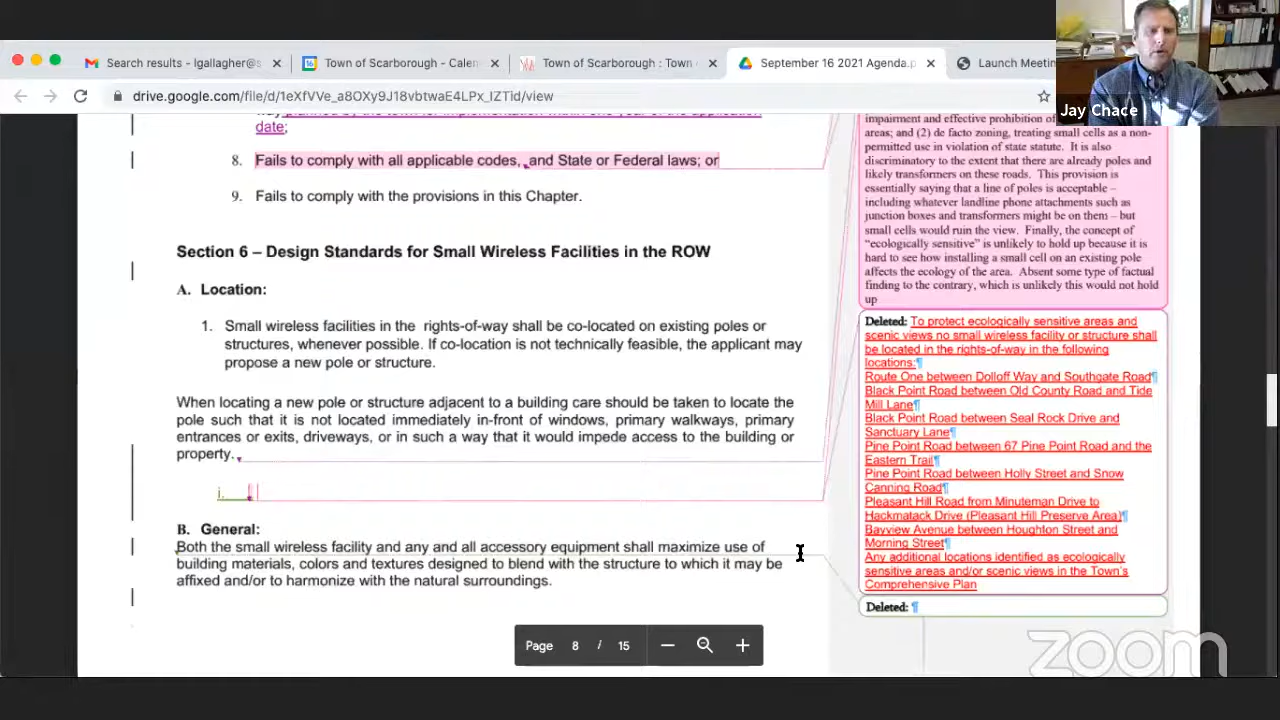 Search results - lgallagher@s
Town of Scarborough - Calen
Town of Scarborough : Town
September 16 2021 Agenda.p
Launch Meetin
drive.google.com/file/d/1eXfVVe_a8OXy9J18vbtwaE4LPx_IZTid/view
Jay Chace
date;
8. Fails to comply with all applicable codes, and State or Federal laws; or
9. Fails to comply with the provisions in this Chapter.
Section 6 – Design Standards for Small Wireless Facilities in the ROW
A. Location:
1. Small wireless facilities in the rights-of-way shall be co-located on existing poles or
structures, whenever possible. If co-location is not technically feasible, the applicant may
propose a new pole or structure.
When locating a new pole or structure adjacent to a building care should be taken to locate the
pole such that it is not located immediately in-front of windows, primary walkways, primary
entrances or exits, driveways, or in such a way that it would impede access to the building or
property.
i.
B. General:
Both the small wireless facility and any and all accessory equipment shall maximize use of
building materials, colors and textures designed to blend with the structure to which it may be
affixed and/or to harmonize with the natural surroundings.
impairment and effective prohibition of
areas; and (2) de facto zoning, treating small cells as a non-
permitted use in violation of state statute. It is also
discriminatory to the extent that there are already poles and
likely transformers on these roads. This provision is
essentially saying that a line of poles is acceptable –
including whatever landline phone attachments such as
junction boxes and transformers might be on them – but
small cells would ruin the view. Finally, the concept of
“ecologically sensitive” is unlikely to hold up because it is
hard to see how installing a small cell on an existing pole
affects the ecology of the area. Absent some type of factual
finding to the contrary, which is unlikely this would not hold
up
Deleted: To protect ecologically sensitive areas and
scenic views no small wireless facility or structure shall
be located in the rights-of-way in the following
locations:¶
Route One between Dolloff Way and Southgate Road¶
Black Point Road between Old County Road and Tide
Mill Lane¶
Black Point Road between Seal Rock Drive and
Sanctuary Lane¶
Pine Point Road between 67 Pine Point Road and the
Eastern Trail¶
Pine Point Road between Holly Street and Snow
Canning Road¶
Pleasant Hill Road from Minuteman Drive to
Hackmatack Drive (Pleasant Hill Preserve Area)¶
Bayview Avenue between Houghton Street and
Morning Street¶
Any additional locations identified as ecologically
sensitive areas and/or scenic views in the Town's
Comprehensive Plan
Deleted: ¶
Page 8 / 15
zoom